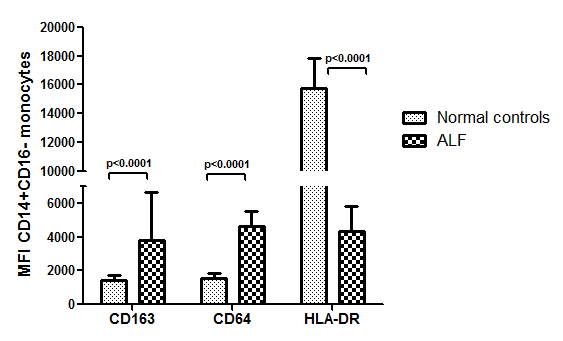 MFI CD14+CD16- monocytes
20000
18000
16000
14000
12000
10000
6000
4000
2000
0
p<0.0001
p<0.0001
p<0.0001
CD163
CD64
HLA-DR
Normal controls
ALF